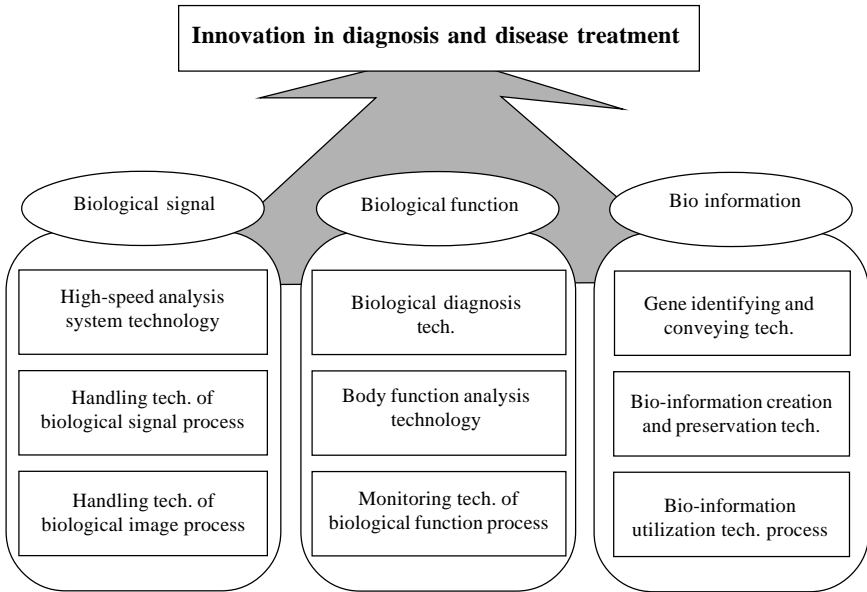 Innovation in diagnosis and disease treatment
Biological signal
High-speed analysis
system technology
Handling tech. of
biological signal process
Handling tech. of
biological image process
Biological function
Biological diagnosis
tech.
Body function analysis
technology
Monitoring tech. of
biological function process
Bio information
Gene identifying and
conveying tech.
Bio-information creation
and preservation tech.
Bio-information
utilization tech. process